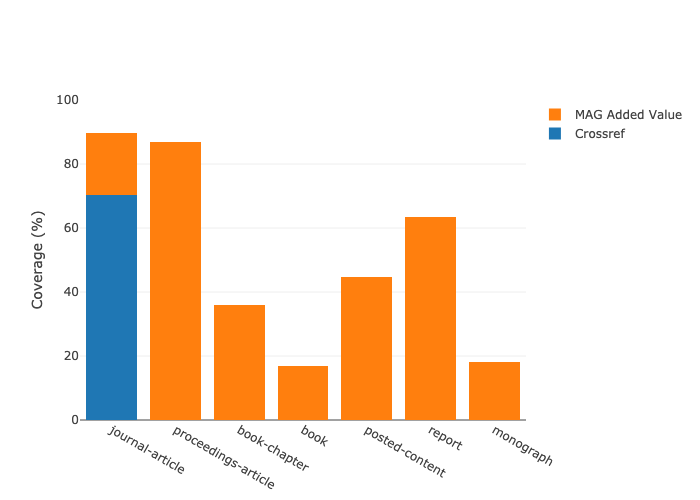 100
80
60
40
20
0
Coverage (%)
journal-article
proceedings-article
book-chapter
book
posted-content
report
monograph
MAG Added Value
Crossref